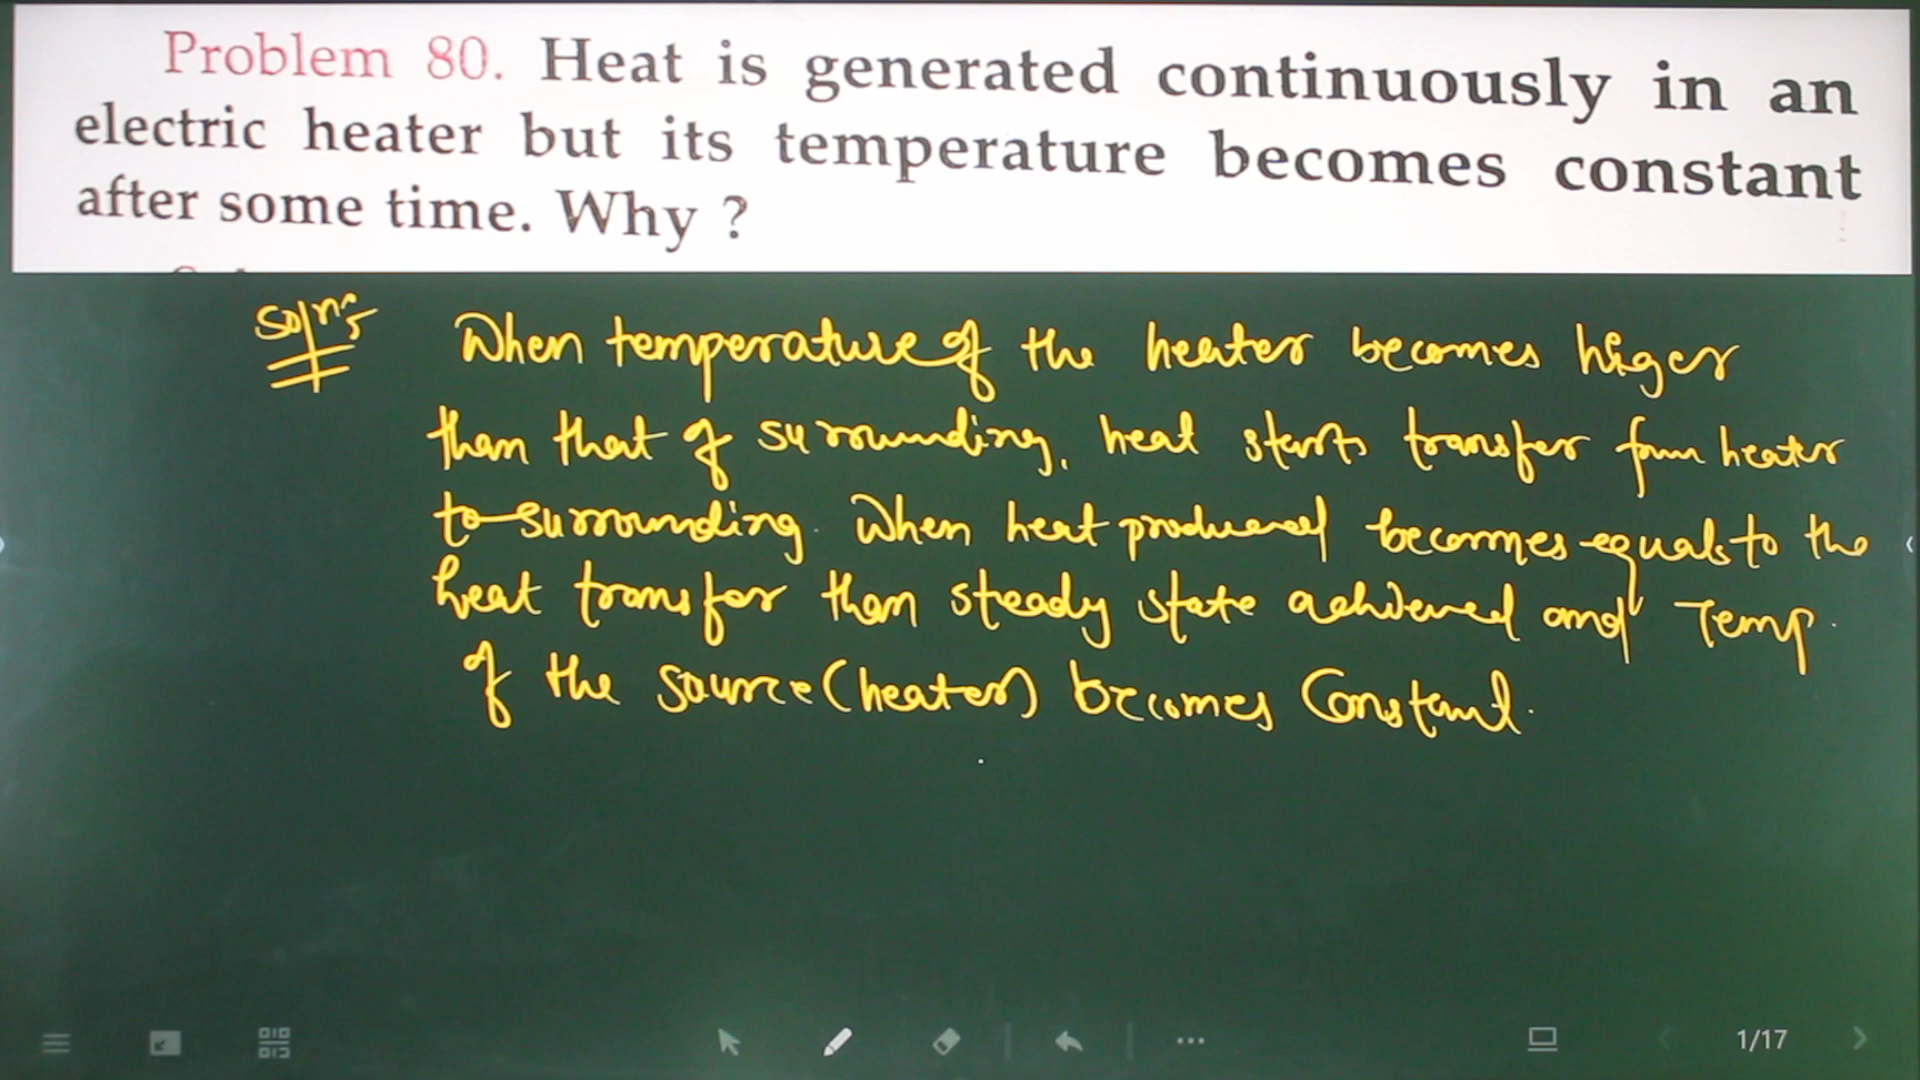 Problem 80. Heat is generated continuously in an
electric heater but its temperature becomes constant
after some time. Why ?
Soln:
When temperature of the heater becomes higer
than that of surrounding, heat starts transfer from heater
to surrounding. When heat produced becomes equals to the
heat transfer then steady state achieved and Temp.
of the source (heater) becomes Constant.
1/17